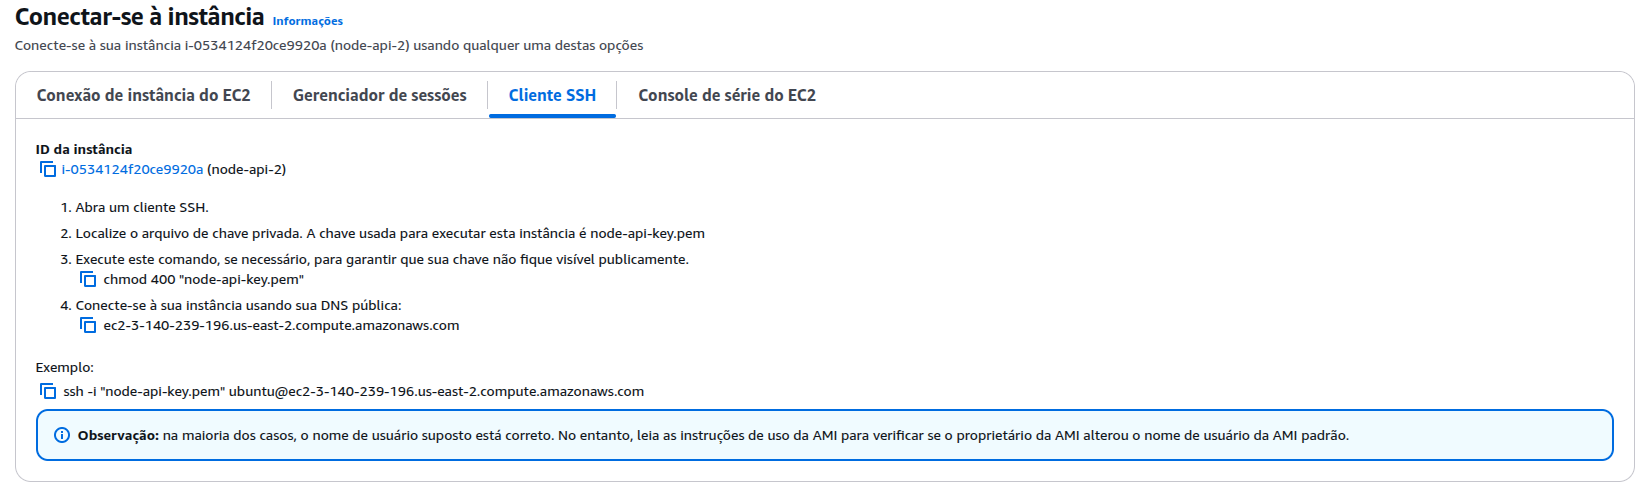 Conectar-se à instância Informações
Conecte-se à sua instância i-0534124f20ce9920a (node-api-2) usando qualquer uma destas opções
Conexão de instância do EC2 Gerenciador de sessões Cliente SSH Console de série do EC2
ID da instância
i-0534124f20ce9920a (node-api-2)
1. Abra um cliente SSH.
2. Localize o arquivo de chave privada. A chave usada para executar esta instância é node-api-key.pem
3. Execute este comando, se necessário, para garantir que sua chave não fique visível publicamente.
chmod 400 "node-api-key.pem"
4. Conecte-se à sua instância usando sua DNS pública:
ec2-3-140-239-196.us-east-2.compute.amazonaws.com
Exemplo:
ssh -i "node-api-key.pem" ubuntu@ec2-3-140-239-196.us-east-2.compute.amazonaws.com
Observação: na maioria dos casos, o nome de usuário suposto está correto. No entanto, leia as instruções de uso da AMI para verificar se o proprietário da AMI alterou o nome de usuário da AMI padrão.